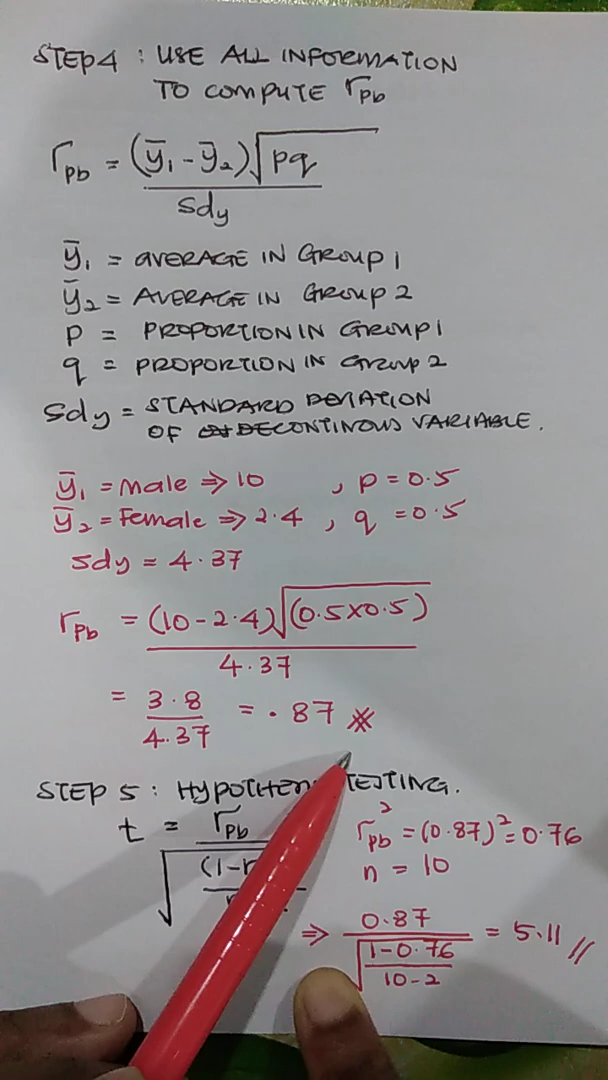 STEP 4 : USE ALL INFORMATION
TO COMPUTE rpb
rpb = (ȳ₁ - ȳ₂)√pq
sdy
ȳ₁ = AVERAGE IN GROUP 1
ȳ₂ = AVERAGE IN GROUP 2
P = PROPORTION IN GROUP 1
q = PROPORTION IN GROUP 2
Sdy = STANDARD DEVIATION
OF CONTINOUS VARIABLE.
ȳ₁ = male ⇒ 10 , P = 0.5
ȳ₂ = Female ⇒ 2.4 , q = 0.5
sdy = 4.37
rpb = (10 - 2.4)√(0.5x0.5)
4.37
= 3.8 = .87
4.37
STEP 5 : TESTING.
t = rpb
√(1-r
rpb² = (0.87)² = 0.76
n = 10
⇒ 0.87 = 5.11 //
√1-0.76
10-2